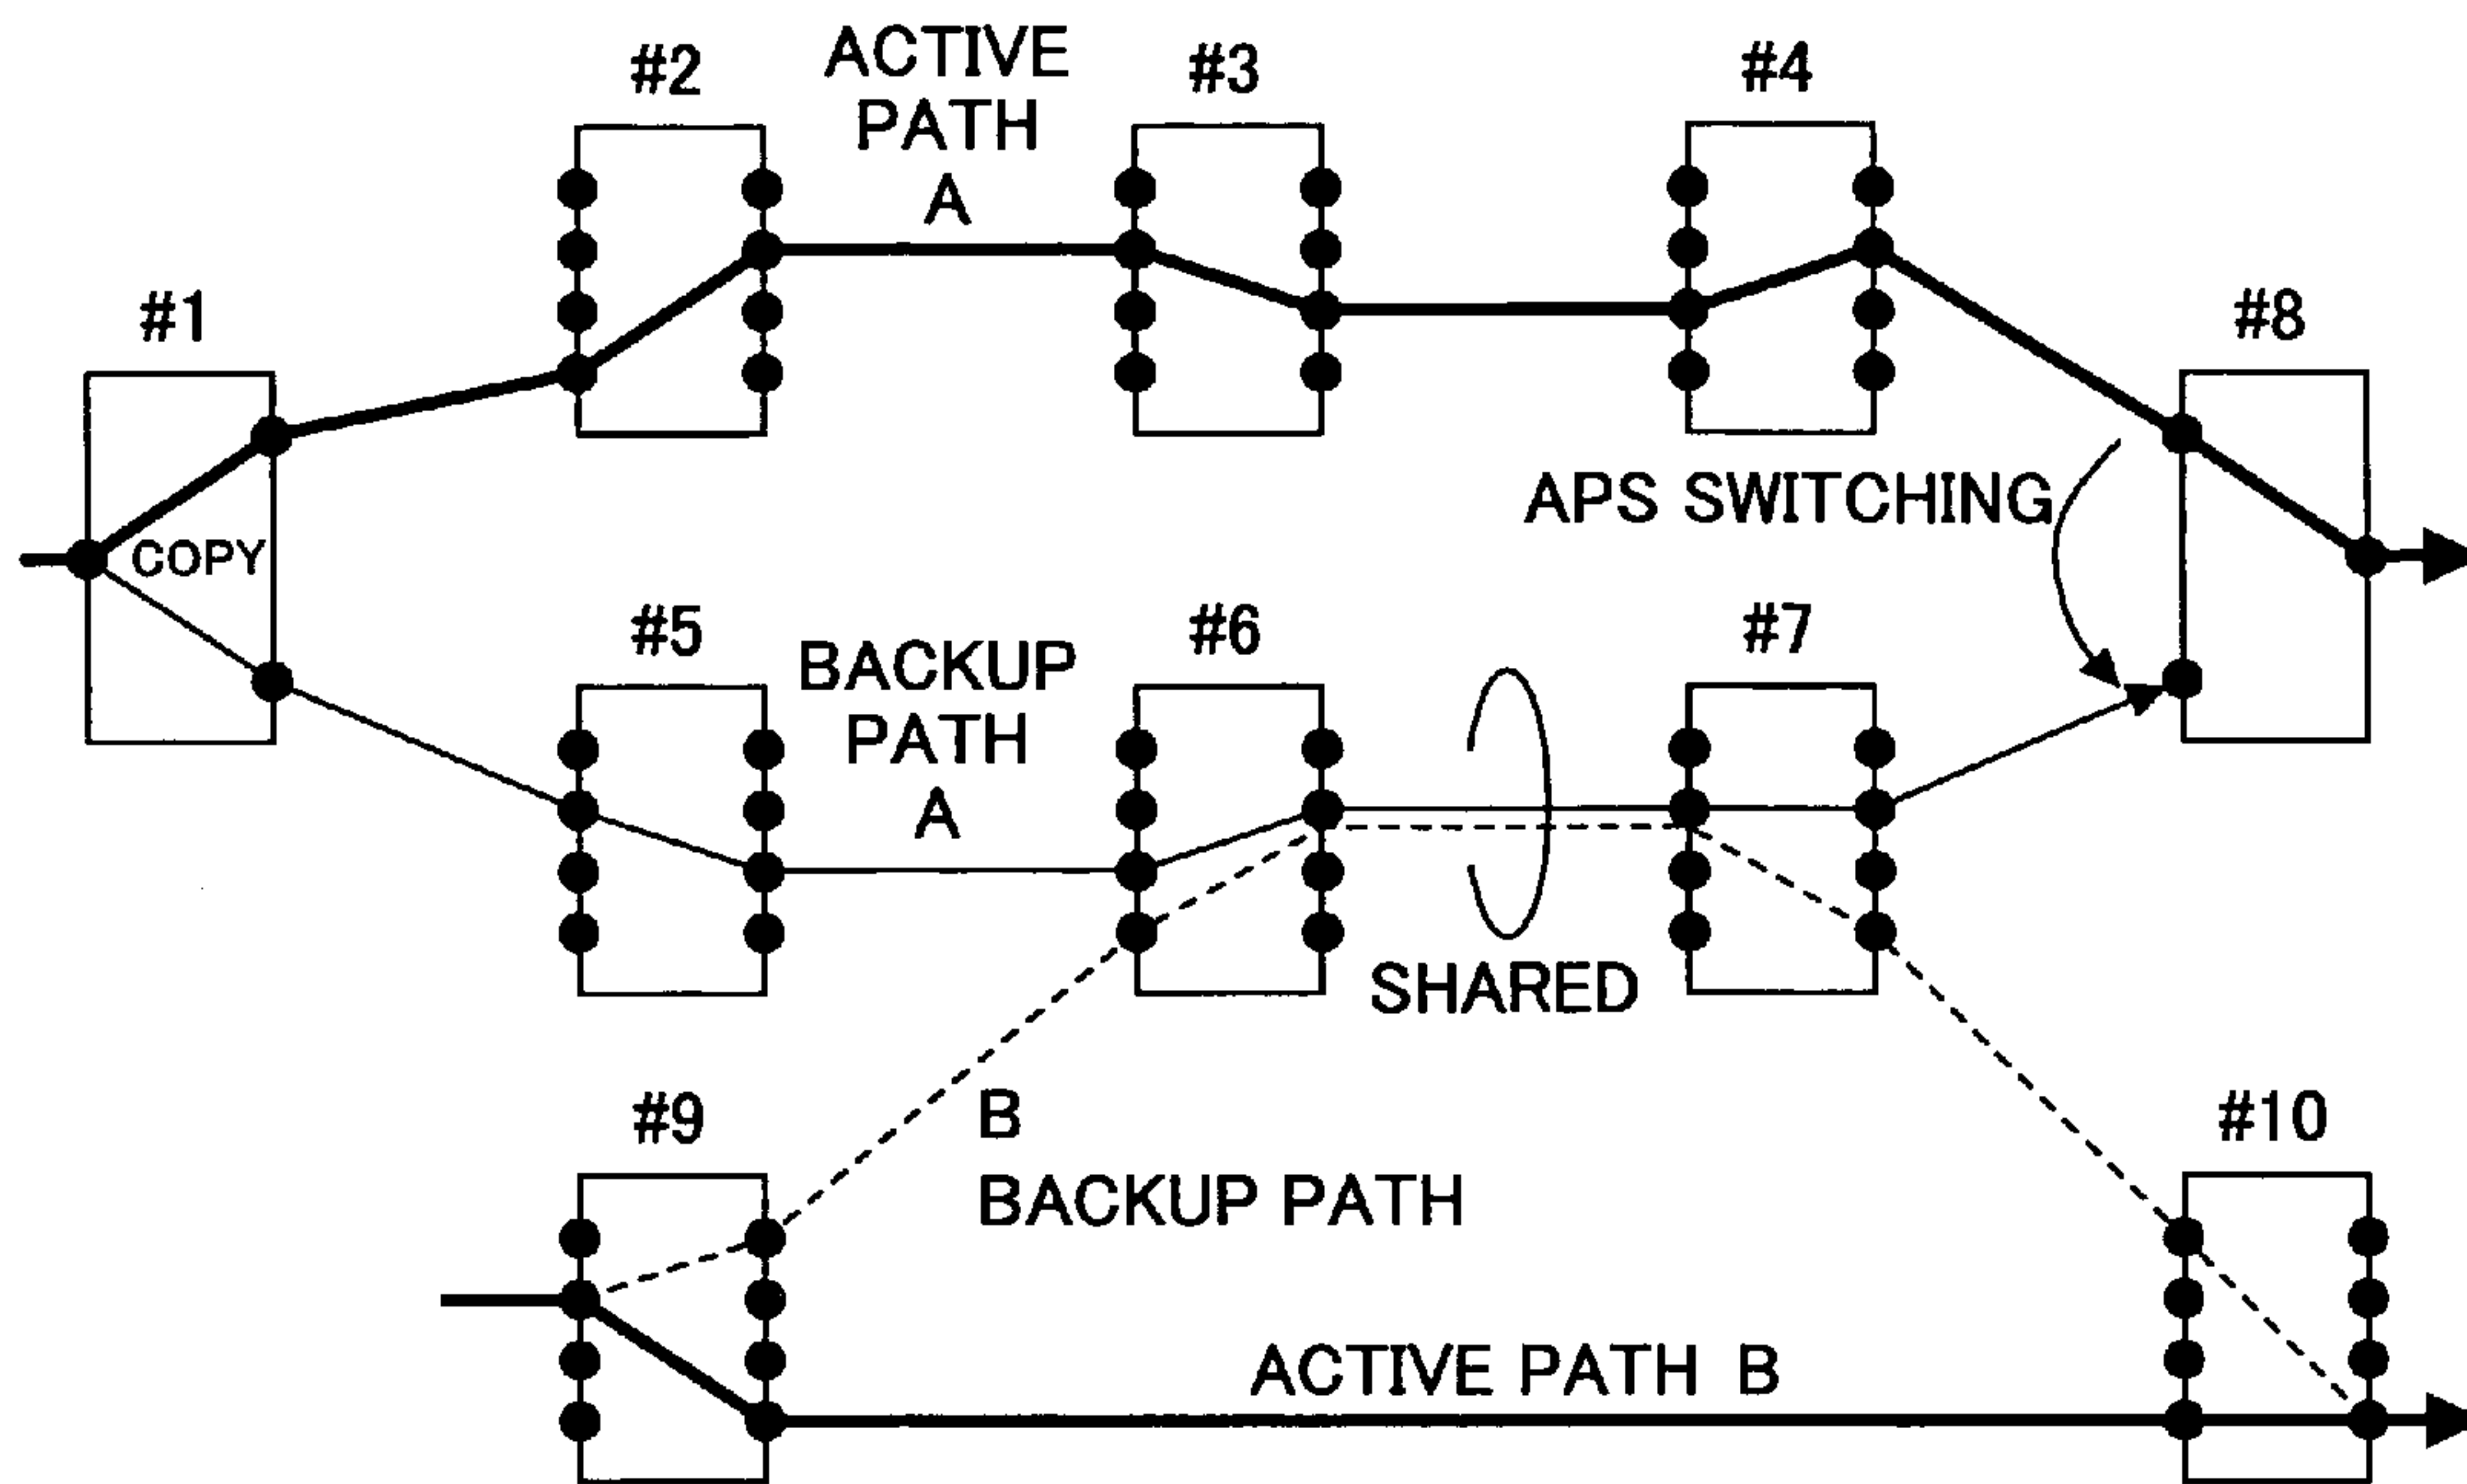 #2
ACTIVE
PATH
A
#3
#4
#1
#8
COPY
APS SWITCHING
#5
BACKUP
PATH
A
#6
#7
SHARED
#9
B
BACKUP PATH
#10
ACTIVE PATH B